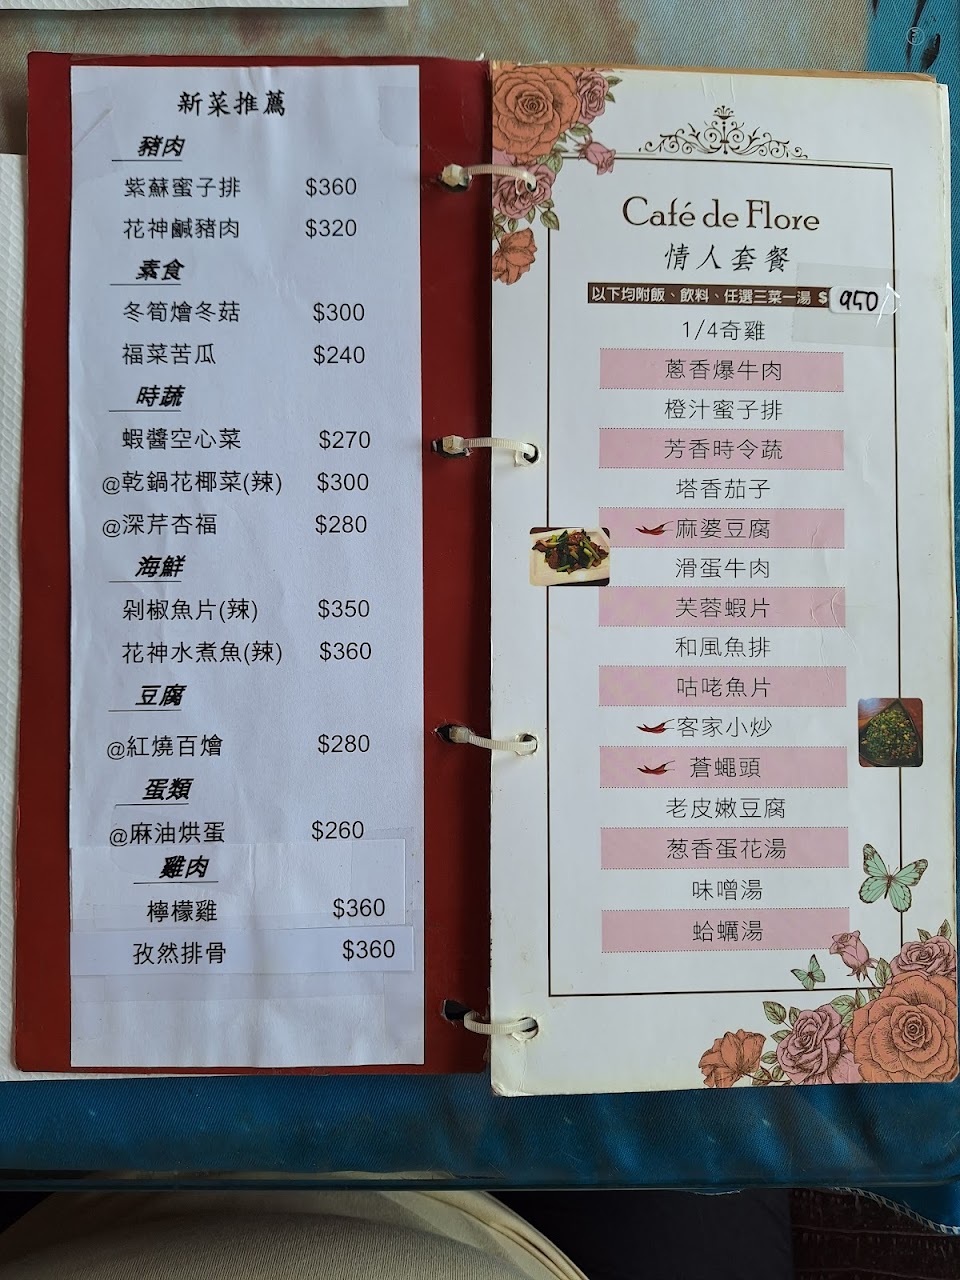 新菜推薦
豬肉
紫蘇蜜子排 $360
花神鹹豬肉 $320
素食
冬筍燴冬菇 $300
福菜苦瓜 $240
時蔬
蝦醬空心菜 $270
@乾鍋花椰菜(辣) $300
@深芹杏福 $280
海鮮
剁椒魚片(辣) $350
花神水煮魚(辣) $360
豆腐
@紅燒百燴 $280
蛋類
@麻油烘蛋 $260
雞肉
檸檬雞 $360
孜然排骨 $360
Café de Flore
情人套餐
以下均附飯、飲料、任選三菜一湯 $950
1/4奇雞
蔥香爆牛肉
橙汁蜜子排
芳香時令蔬
塔香茄子
麻婆豆腐
滑蛋牛肉
芙蓉蝦片
和風魚排
咕咾魚片
客家小炒
蒼蠅頭
老皮嫩豆腐
葱香蛋花湯
味噌湯
蛤蠣湯